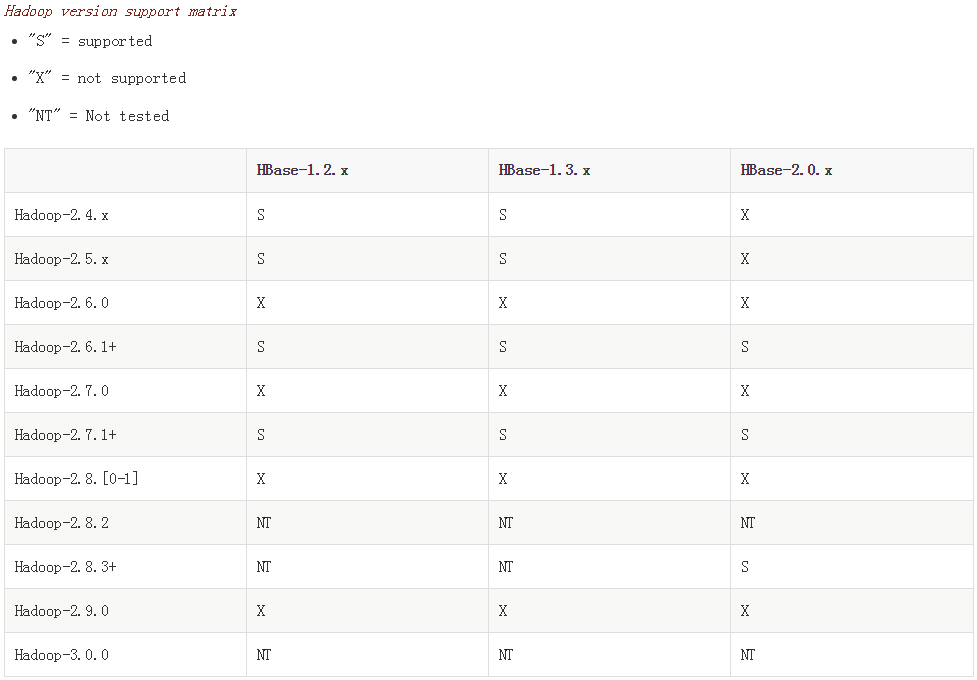 Hadoop version support matrix
• "S" = supported
• "X" = not supported
• "NT" = Not tested
HBase-1.2.x HBase-1.3.x HBase-2.0.x
Hadoop-2.4.x S S X
Hadoop-2.5.x S S X
Hadoop-2.6.0 X X X
Hadoop-2.6.1+ S S S
Hadoop-2.7.0 X X X
Hadoop-2.7.1+ S S S
Hadoop-2.8.[0-1] X X X
Hadoop-2.8.2 NT NT NT
Hadoop-2.8.3+ NT NT S
Hadoop-2.9.0 X X X
Hadoop-3.0.0 NT NT NT